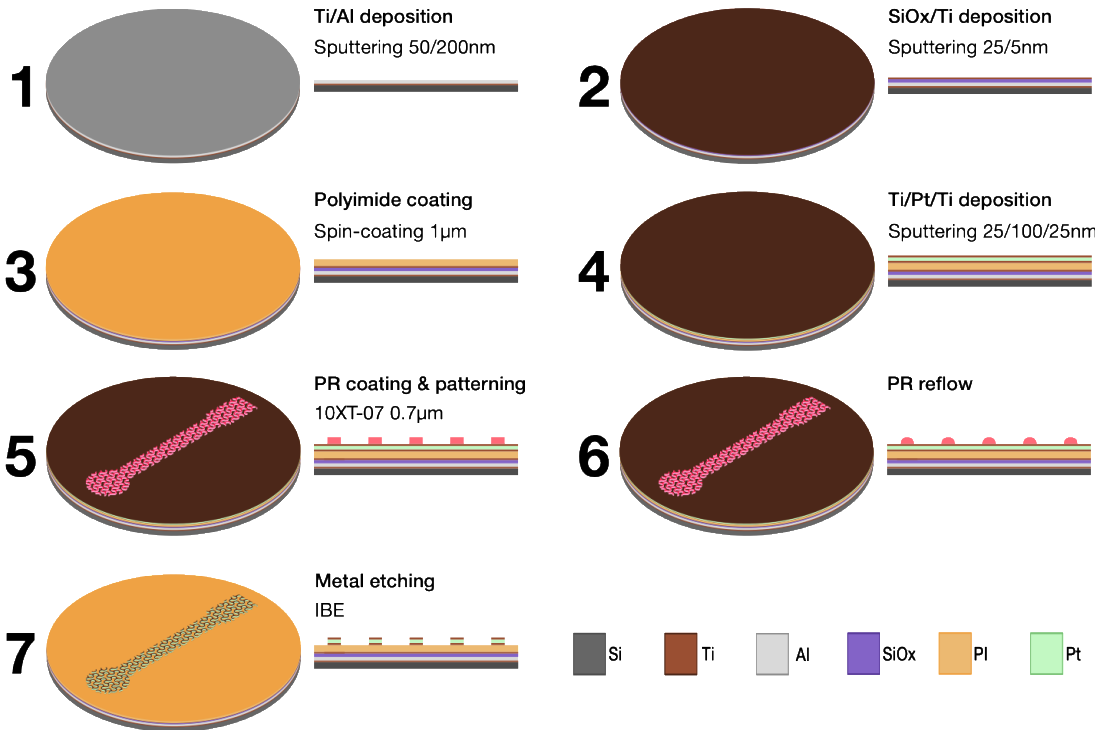 1
Ti/Al deposition
Sputtering 50/200nm
2
SiOx/Ti deposition
Sputtering 25/5nm
3
Polyimide coating
Spin-coating 1µm
4
Ti/Pt/Ti deposition
Sputtering 25/100/25nm
5
PR coating & patterning
10XT-07 0.7µm
6
PR reflow
7
Metal etching
IBE
Si
Ti
Al
SiOx
PI
Pt